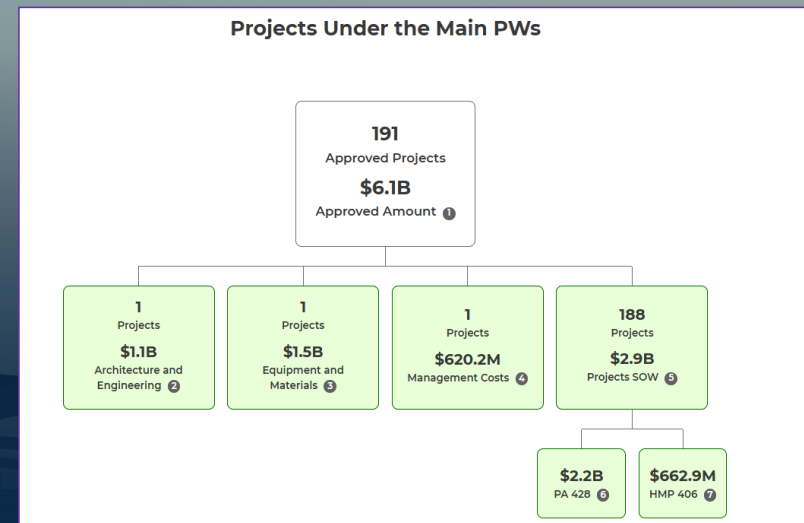 Projects Under the Main PWs
191
Approved Projects
$6.1B
Approved Amount 1
1
Projects
$1.1B
Architecture and
Engineering 2
1
Projects
$1.5B
Equipment and
Materials 3
1
Projects
$620.2M
Management Costs 4
188
Projects
$2.9B
Projects SOW 5
$2.2B
PA 428 6
$662.9M
HMP 406 7